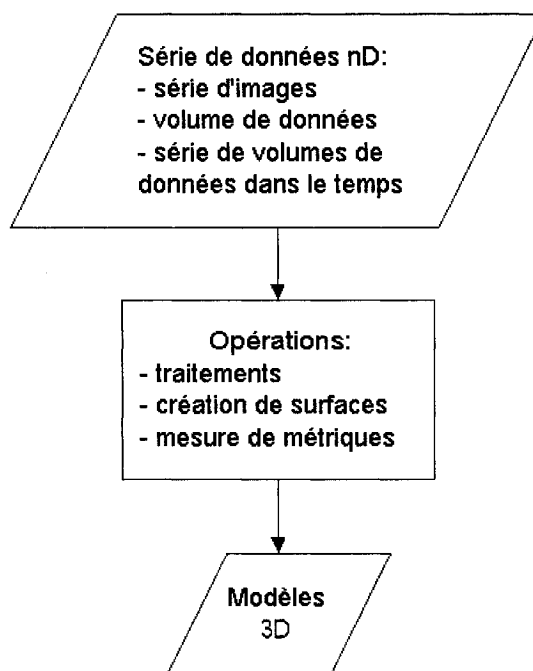 Série de données nD:
- série d'images
- volume de données
- série de volumes de
données dans le temps
Opérations:
- traitements
- création de surfaces
- mesure de métriques
Modèles
3D